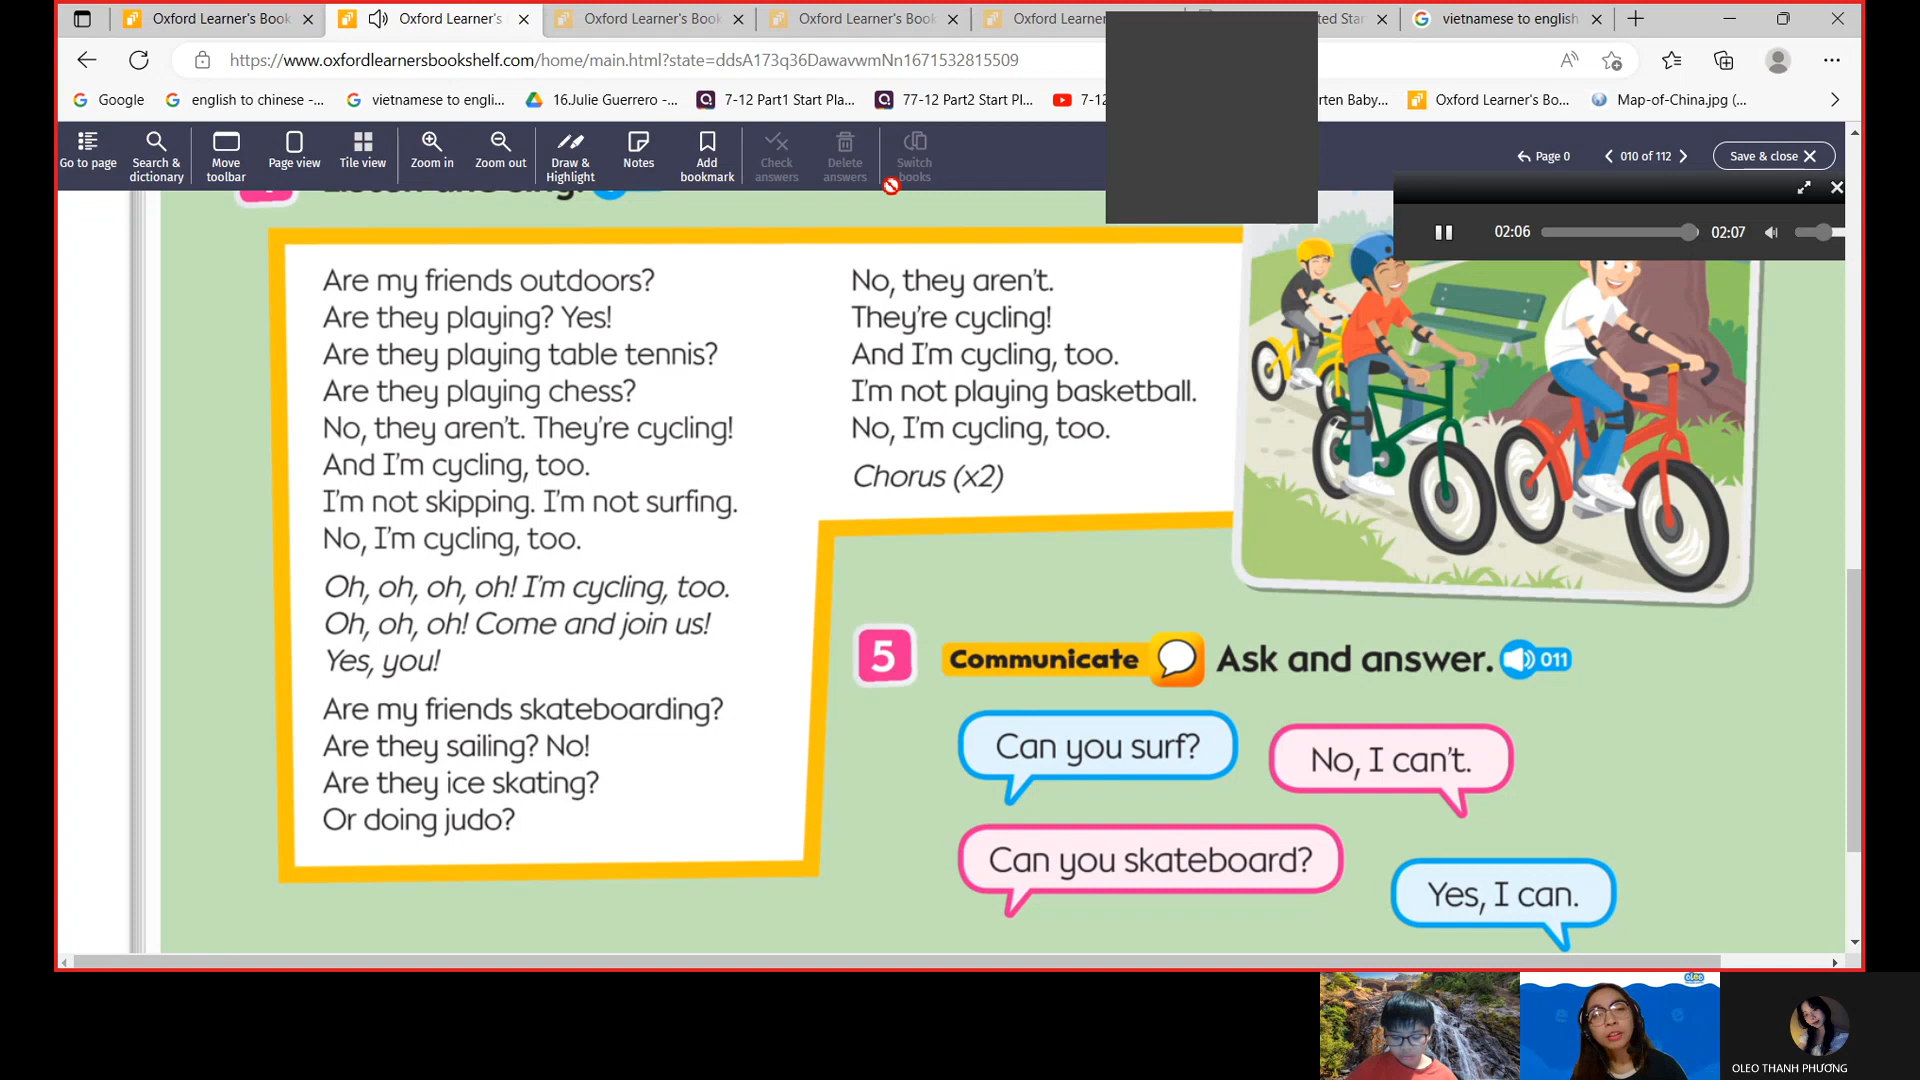 Oxford Learner's Book
Oxford Learner's
Oxford Learner's Book
Oxford Learner's Book
Oxford Learner
ted Star
vietnamese to english
https://www.oxfordlearnersbookshelf.com/home/main.html?state=ddsA173q36DawavwmNn1671532815509
Google
english to chinese -...
vietnamese to engli...
16.Julie Guerrero -...
7-12 Part1 Start Pla...
77-12 Part2 Start Pl...
7-12
rten Baby...
Oxford Learner's Bo...
Map-of-China.jpg (...
Go to page
Search & dictionary
Move toolbar
Page view
Tile view
Zoom in
Zoom out
Draw & Highlight
Notes
Add bookmark
Check answers
Delete answers
Switch books
Page 0
010 of 112
Save & close
02:06
02:07
Are my friends outdoors?
Are they playing? Yes!
Are they playing table tennis?
Are they playing chess?
No, they aren't. They're cycling!
And I'm cycling, too.
I'm not skipping. I'm not surfing.
No, I'm cycling, too.
Oh, oh, oh, oh! I'm cycling, too.
Oh, oh, oh! Come and join us!
Yes, you!
Are my friends skateboarding?
Are they sailing? No!
Are they ice skating?
Or doing judo?
No, they aren't.
They're cycling!
And I'm cycling, too.
I'm not playing basketball.
No, I'm cycling, too.
Chorus (x2)
5 Communicate Ask and answer. 011
Can you surf?
No, I can't.
Can you skateboard?
Yes, I can.
oleo
OLEO THANH PHƯƠNG